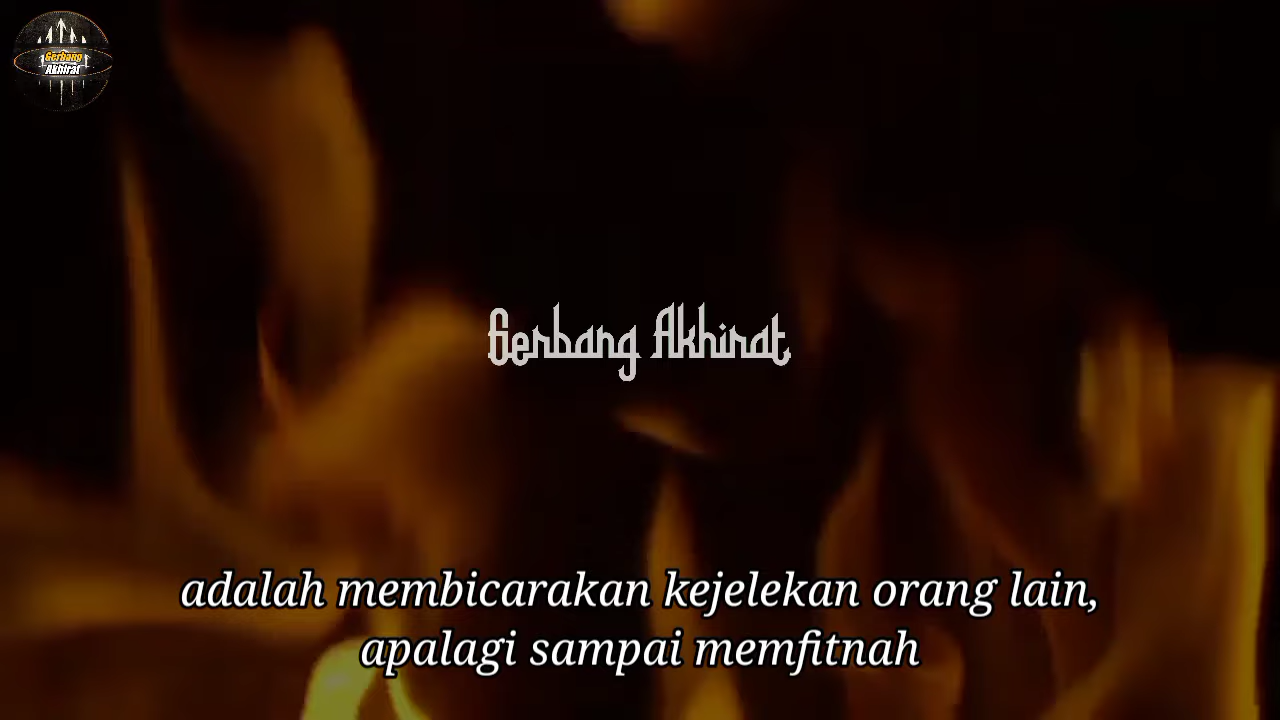 Gerbang
Akhirat
Gerbang Akhirat
adalah membicarakan kejelekan orang lain,
apalagi sampai memfitnah